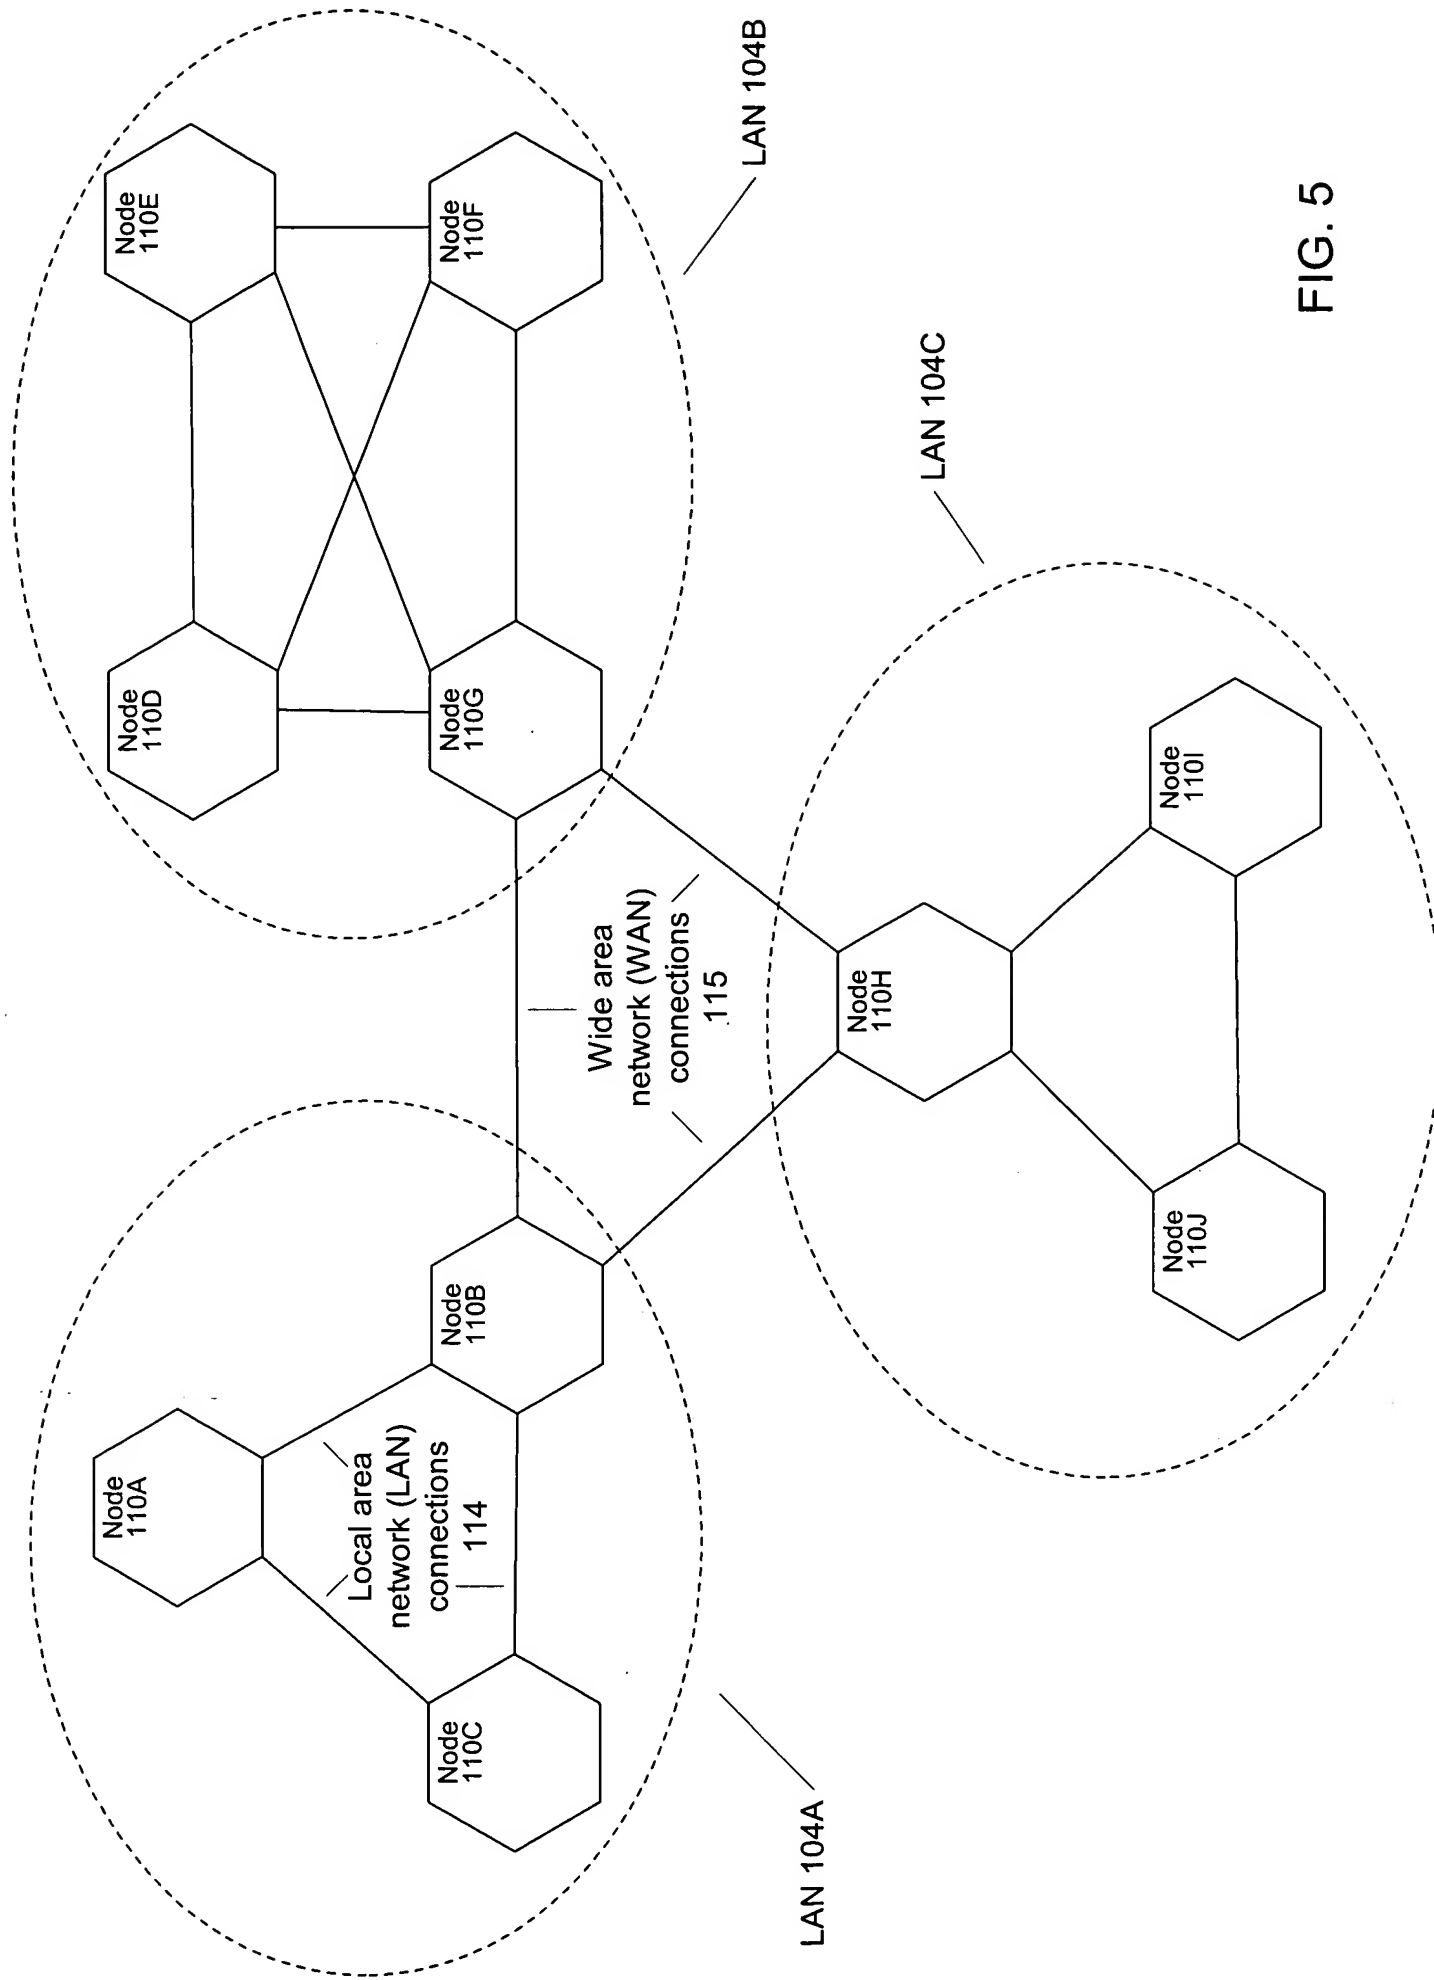 Node
110A
Node
110B
Node
110C
Local area
network (LAN)
connections
114
LAN 104A
Node
110D
Node
110E
Node
110G
Node
110F
LAN 104B
Wide area
network (WAN)
connections
115
Node
110H
Node
110J
Node
110I
LAN 104C
FIG. 5